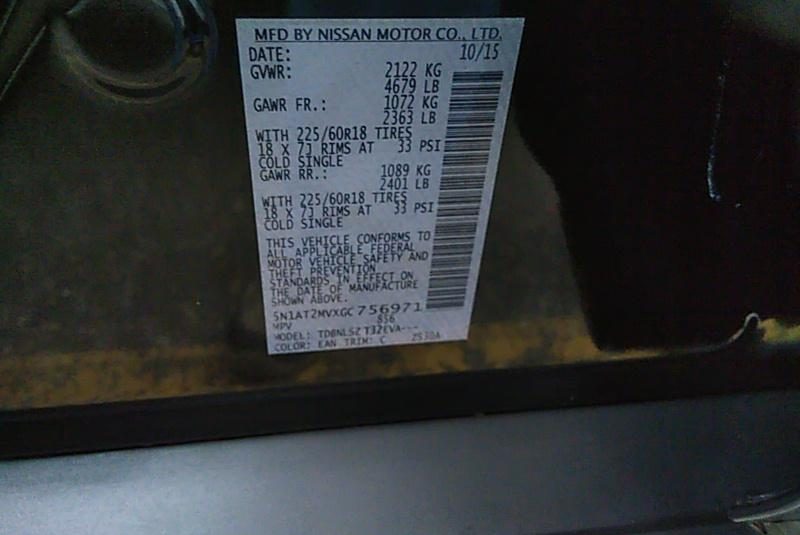 MFD BY NISSAN MOTOR CO., LTD.
DATE: 10/15
GVWR: 2122 KG
4679 LB
GAWR FR.: 1072 KG
2363 LB
WITH 225/60R18 TIRES
18 X 7J RIMS AT 33 PSI
COLD SINGLE
GAWR RR.: 1089 KG
2401 LB
WITH 225/60R18 TIRES
18 X 7J RIMS AT 33 PSI
COLD SINGLE
THIS VEHICLE CONFORMS TO
ALL APPLICABLE FEDERAL
MOTOR VEHICLE SAFETY AND
THEFT PREVENTION
STANDARDS IN EFFECT ON
THE DATE OF MANUFACTURE
SHOWN ABOVE.
5N1AT2MVXGC756971
MPV 856
MODEL:
COLOR: EAN TRIM: C